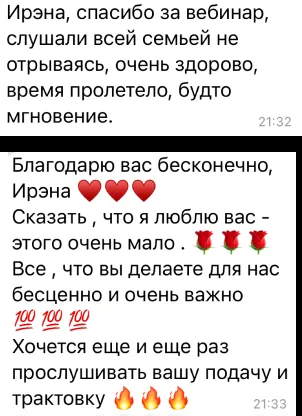 Ирэна, спасибо за вебинар,
слушали всей семьей не
отрываясь, очень здорово,
время пролетело, будто
мгновение.
21:32
Благодарю вас бесконечно,
Ирэна ❤️❤️❤️
Сказать , что я люблю вас -
этого очень мало . 🌹🌹🌹
Все , что вы делаете для нас
бесценно и очень важно
💯💯💯
Хочется еще и еще раз
прослушивать вашу подачу и
трактовку 🔥🔥🔥
21:33